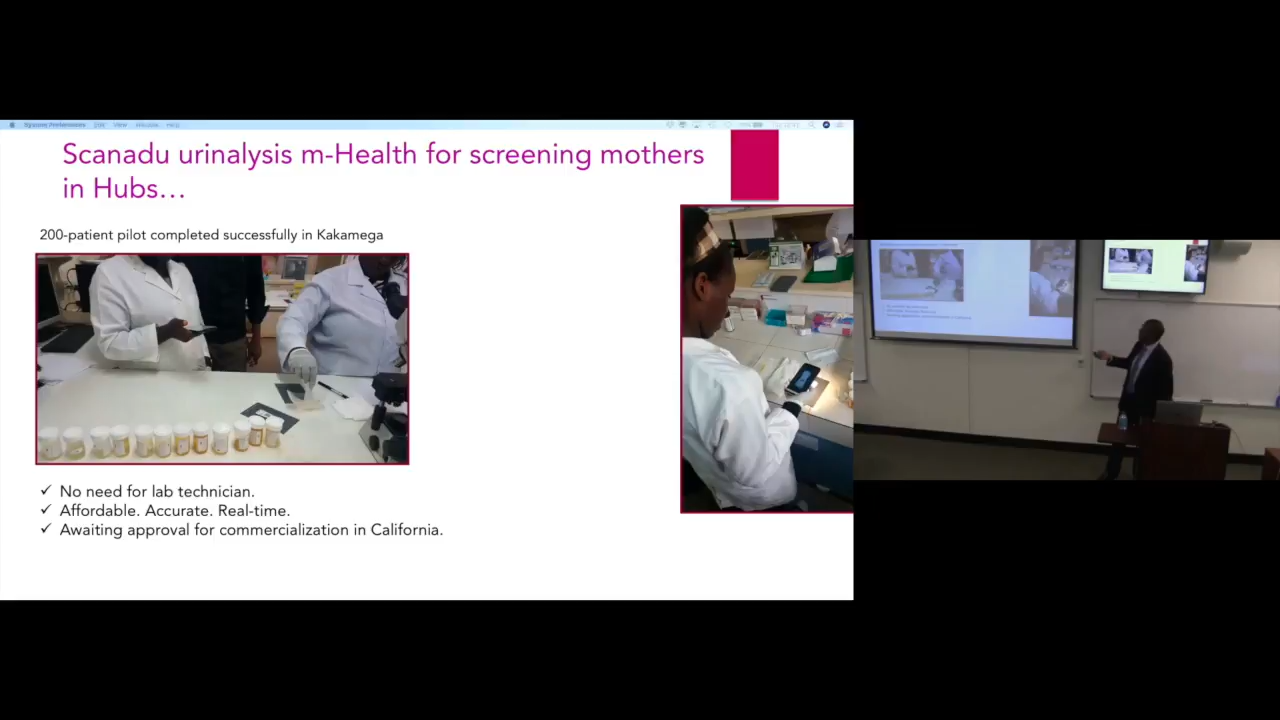 Scanadu urinalysis m-Health for screening mothers
in Hubs…
200-patient pilot completed successfully in Kakamega
✓ No need for lab technician.
✓ Affordable. Accurate. Real-time.
✓ Awaiting approval for commercialization in California.